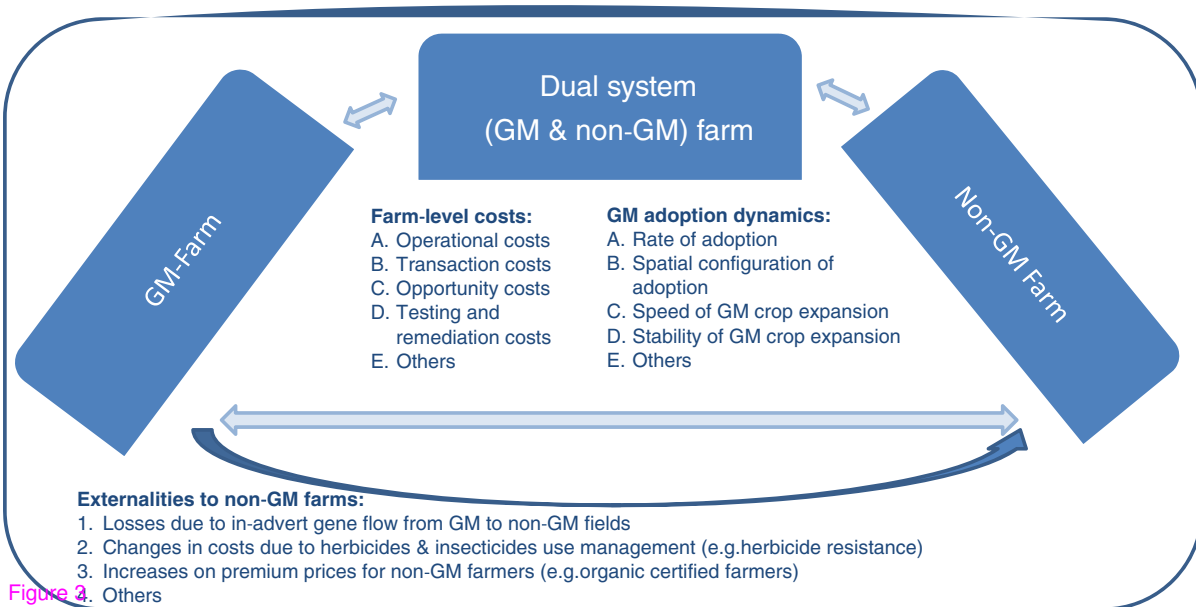 Dual system
(GM & non-GM) farm
GM-Farm
Non-GM Farm
Farm-level costs:
A. Operational costs
B. Transaction costs
C. Opportunity costs
D. Testing and
remediation costs
E. Others
GM adoption dynamics:
A. Rate of adoption
B. Spatial configuration of
adoption
C. Speed of GM crop expansion
D. Stability of GM crop expansion
E. Others
Externalities to non-GM farms:
1. Losses due to in-advert gene flow from GM to non-GM fields
2. Changes in costs due to herbicides & insecticides use management (e.g.herbicide resistance)
3. Increases on premium prices for non-GM farmers (e.g.organic certified farmers)
4. Others
Figure 3